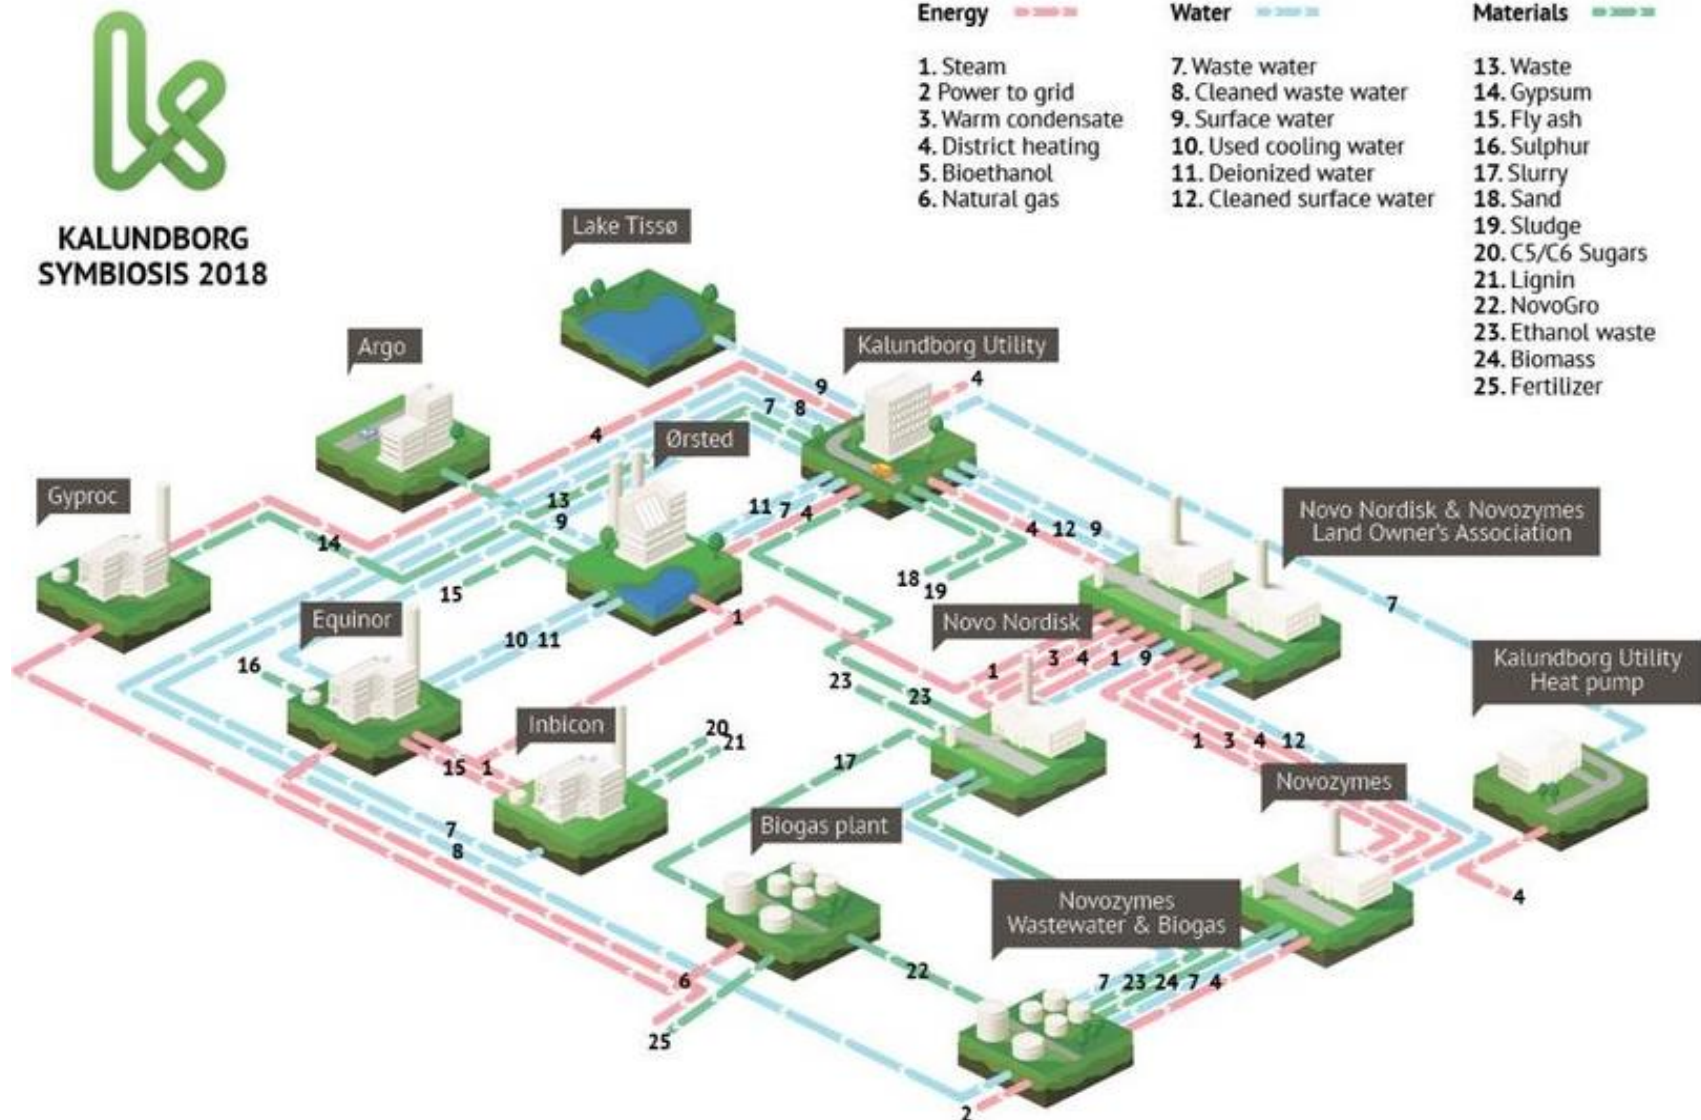 KALUNDBORG
SYMBIOSIS 2018
Energy
1. Steam
2 Power to grid
3. Warm condensate
4. District heating
5. Bioethanol
6. Natural gas
Water
7. Waste water
8. Cleaned waste water
9. Surface water
10. Used cooling water
11. Deionized water
12. Cleaned surface water
Materials
13. Waste
14. Gypsum
15. Fly ash
16. Sulphur
17. Slurry
18. Sand
19. Sludge
20. C5/C6 Sugars
21. Lignin
22. NovoGro
23. Ethanol waste
24. Biomass
25. Fertilizer
Lake Tissø
Argo
Kalundborg Utility
9
4
7 8
4
Ørsted
Gyproc
13
9
11 7 4
4 12 9
Novo Nordisk & Novozymes
Land Owner's Association
14
15
18
19
7
Equinor
1
Novo Nordisk
10 11
16
1 3 4 1 9
Kalundborg Utility
Heat pump
23
23
Inbicon
20
21
15 1
17
1 3 4 12
Novozymes
Biogas plant
7
8
4
Novozymes
Wastewater & Biogas
22
6
7 23 24 7 4
25
2